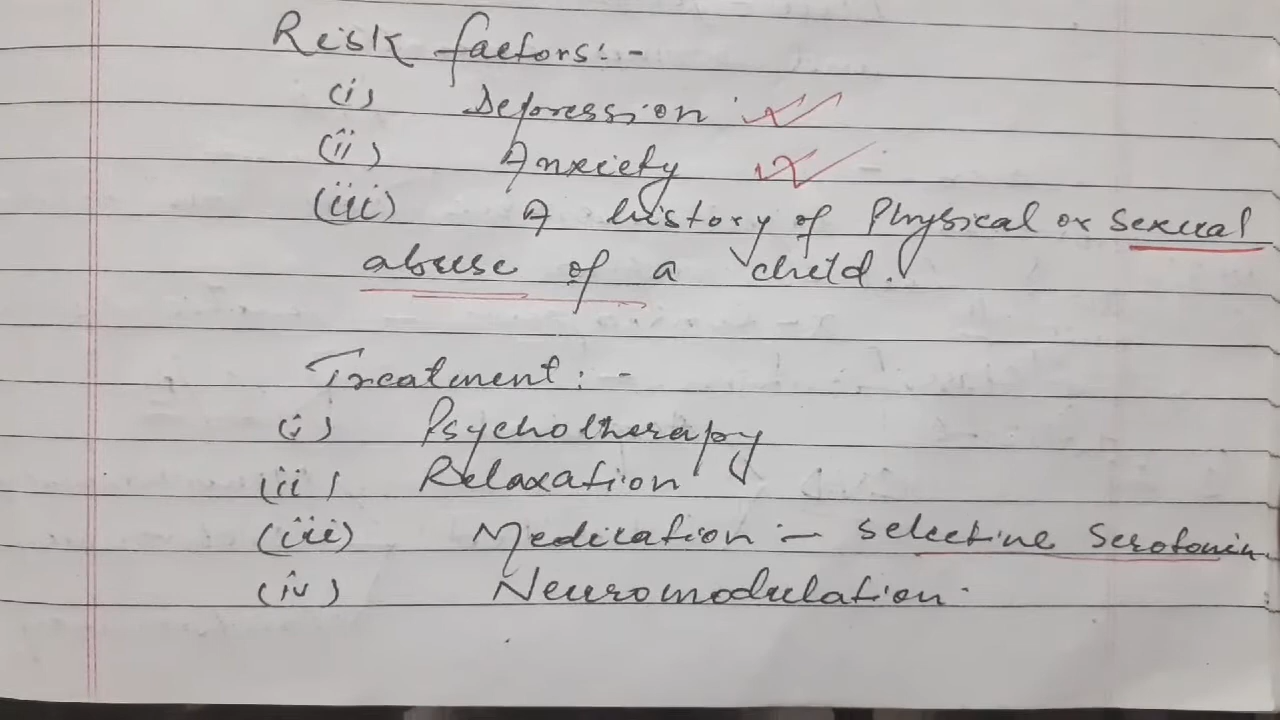 Risk factors:-
(i) Depression
(ii) Anxiety
(iii) A history of Physical or sexual
abuse of a child.
Treatment:-
(i) Psychotherapy
(ii) Relaxation
(iii) Medication - selective Serotonin
(iv) Neuromodulation.